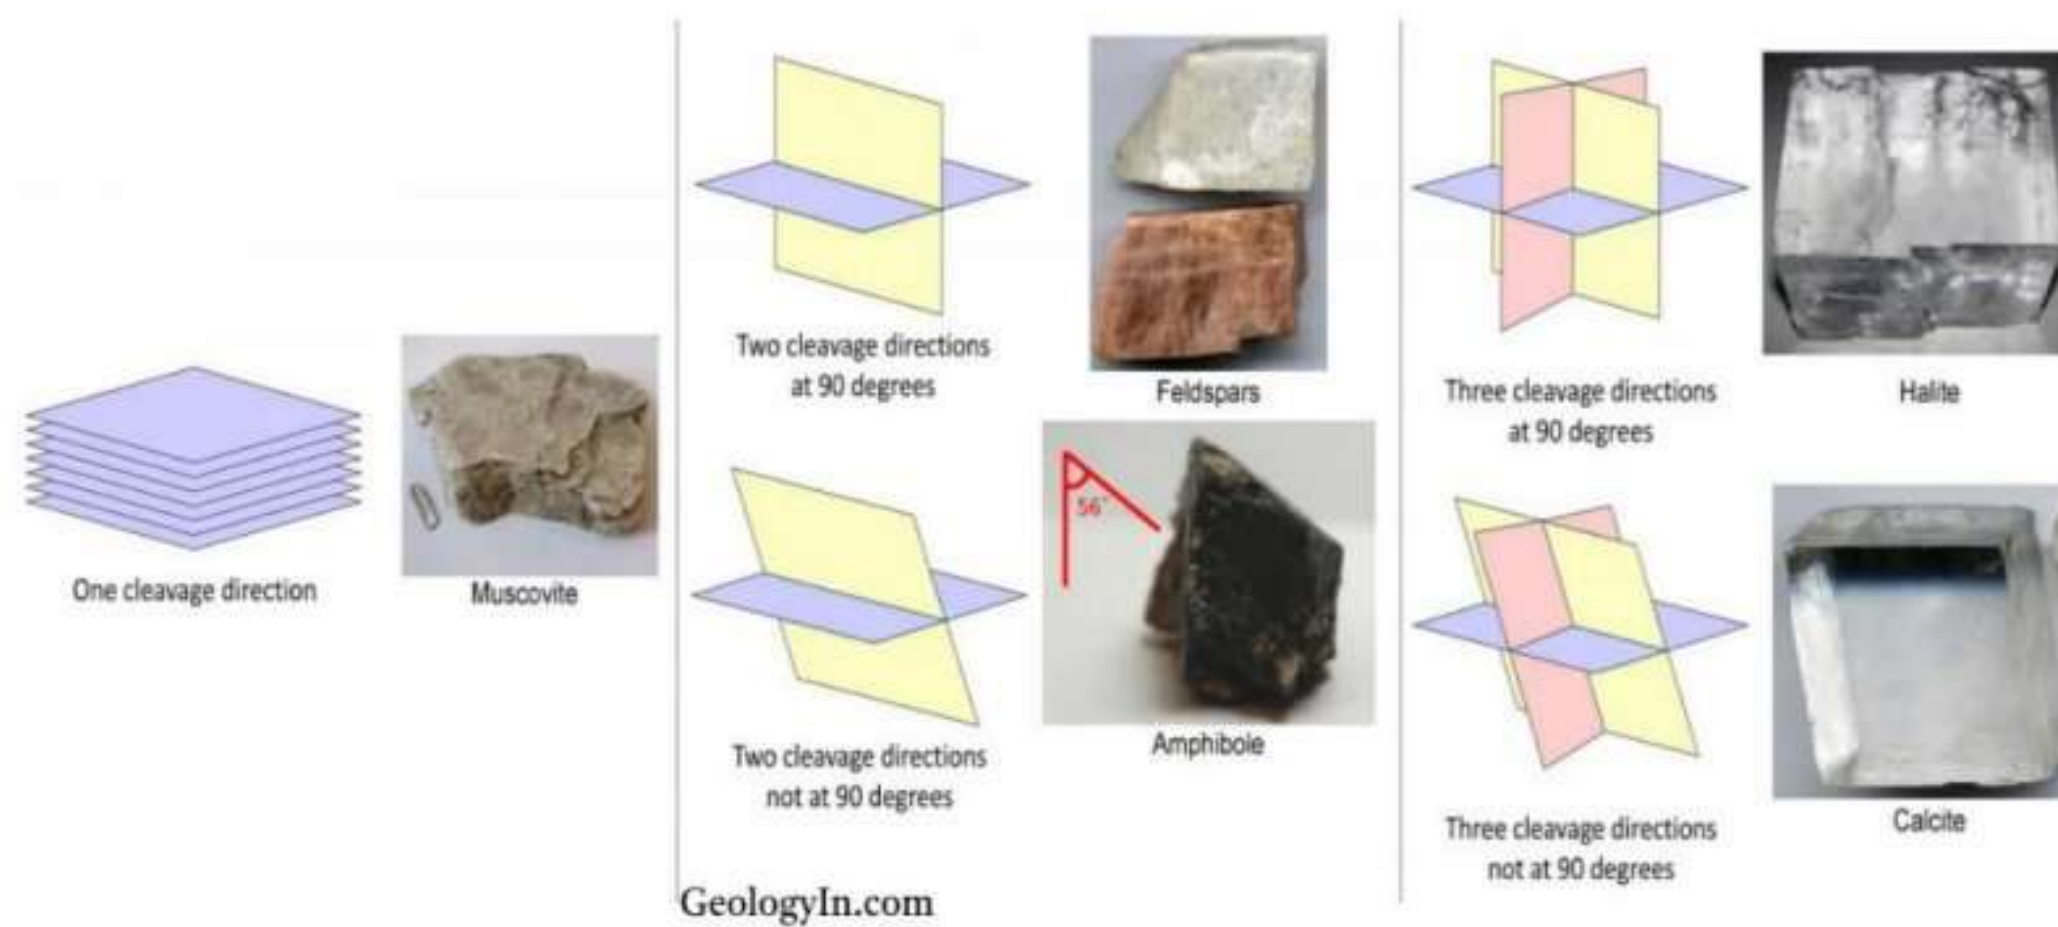 One cleavage direction
Muscovite
Two cleavage directions
at 90 degrees
Feldspars
56°
Two cleavage directions
not at 90 degrees
Amphibole
Three cleavage directions
at 90 degrees
Halite
Three cleavage directions
not at 90 degrees
Calcite
GeologyIn.com